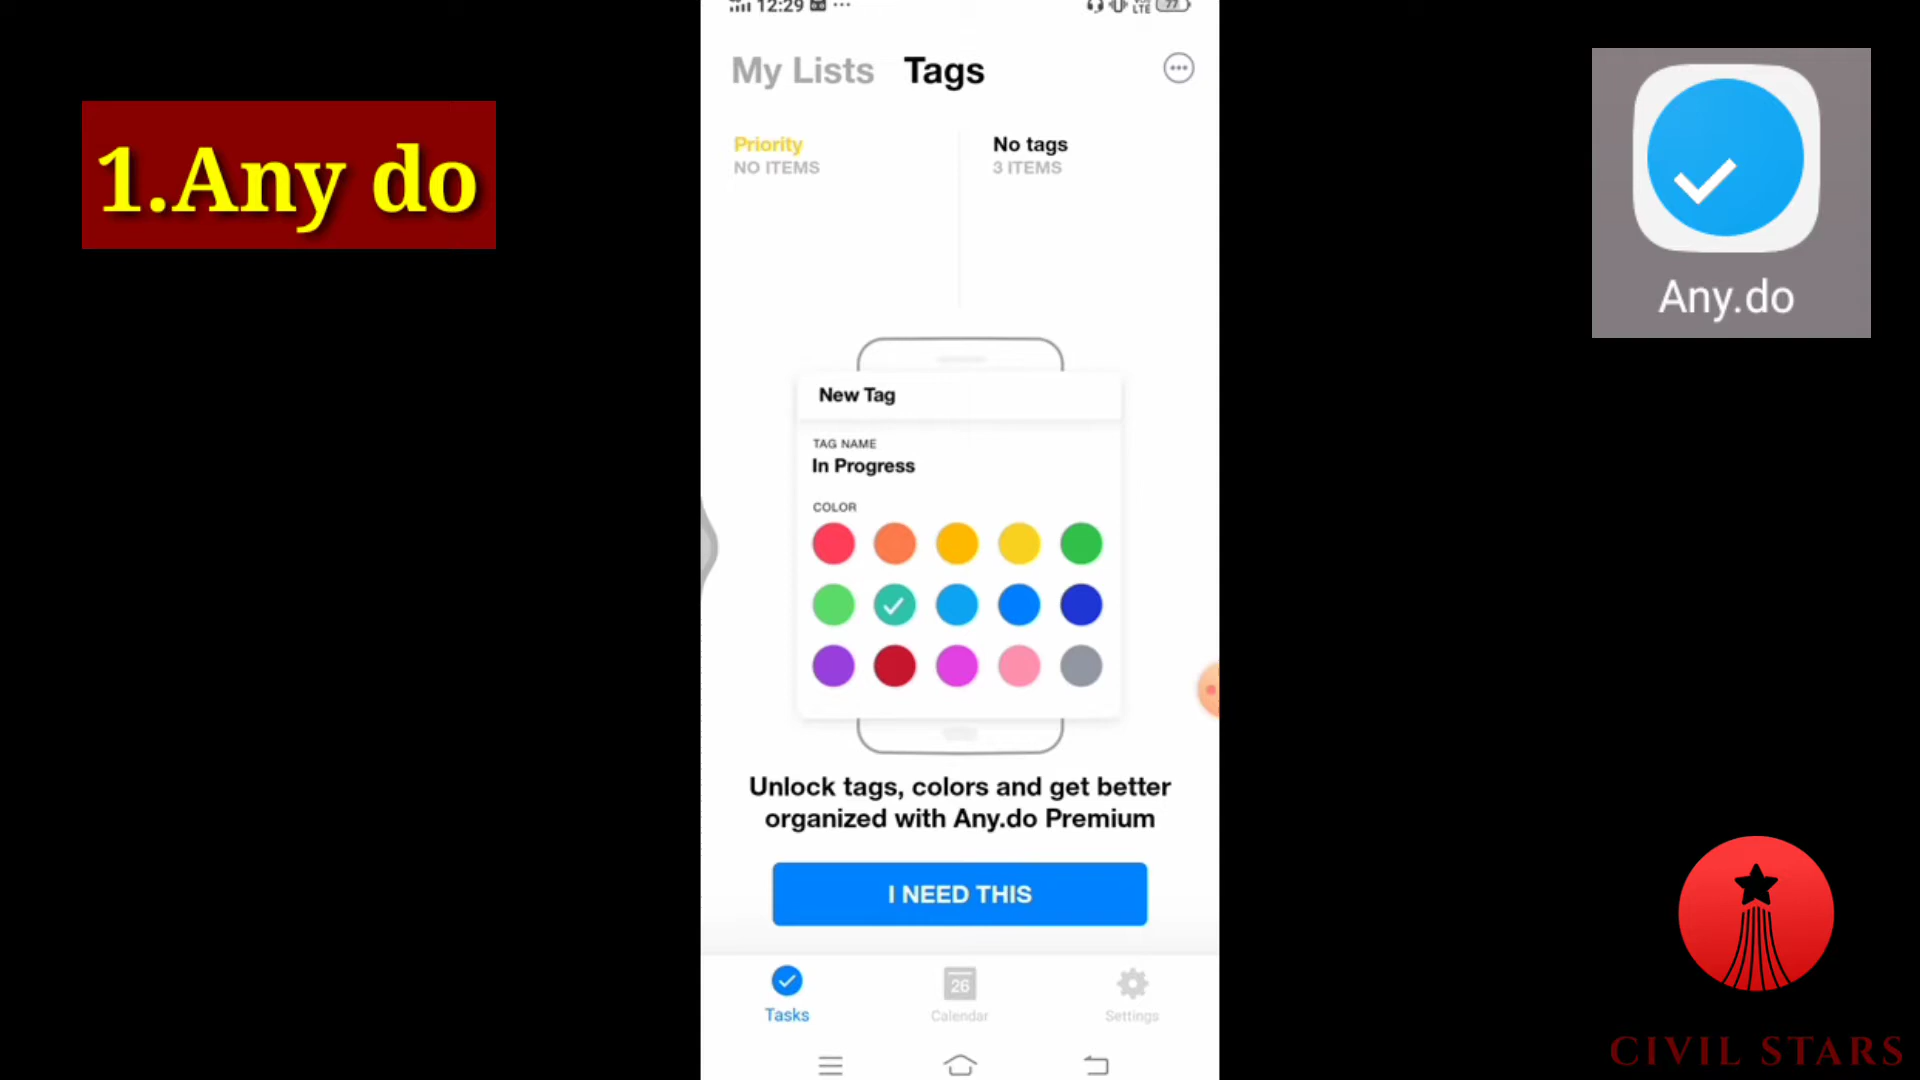 12:29
LTE
77
1.Any do
My Lists Tags
Priority
NO ITEMS
No tags
3 ITEMS
Any.do
New Tag
TAG NAME
In Progress
COLOR
Unlock tags, colors and get better
organized with Any.do Premium
I NEED THIS
26
Tasks
Calendar
Settings
CIVIL STARS